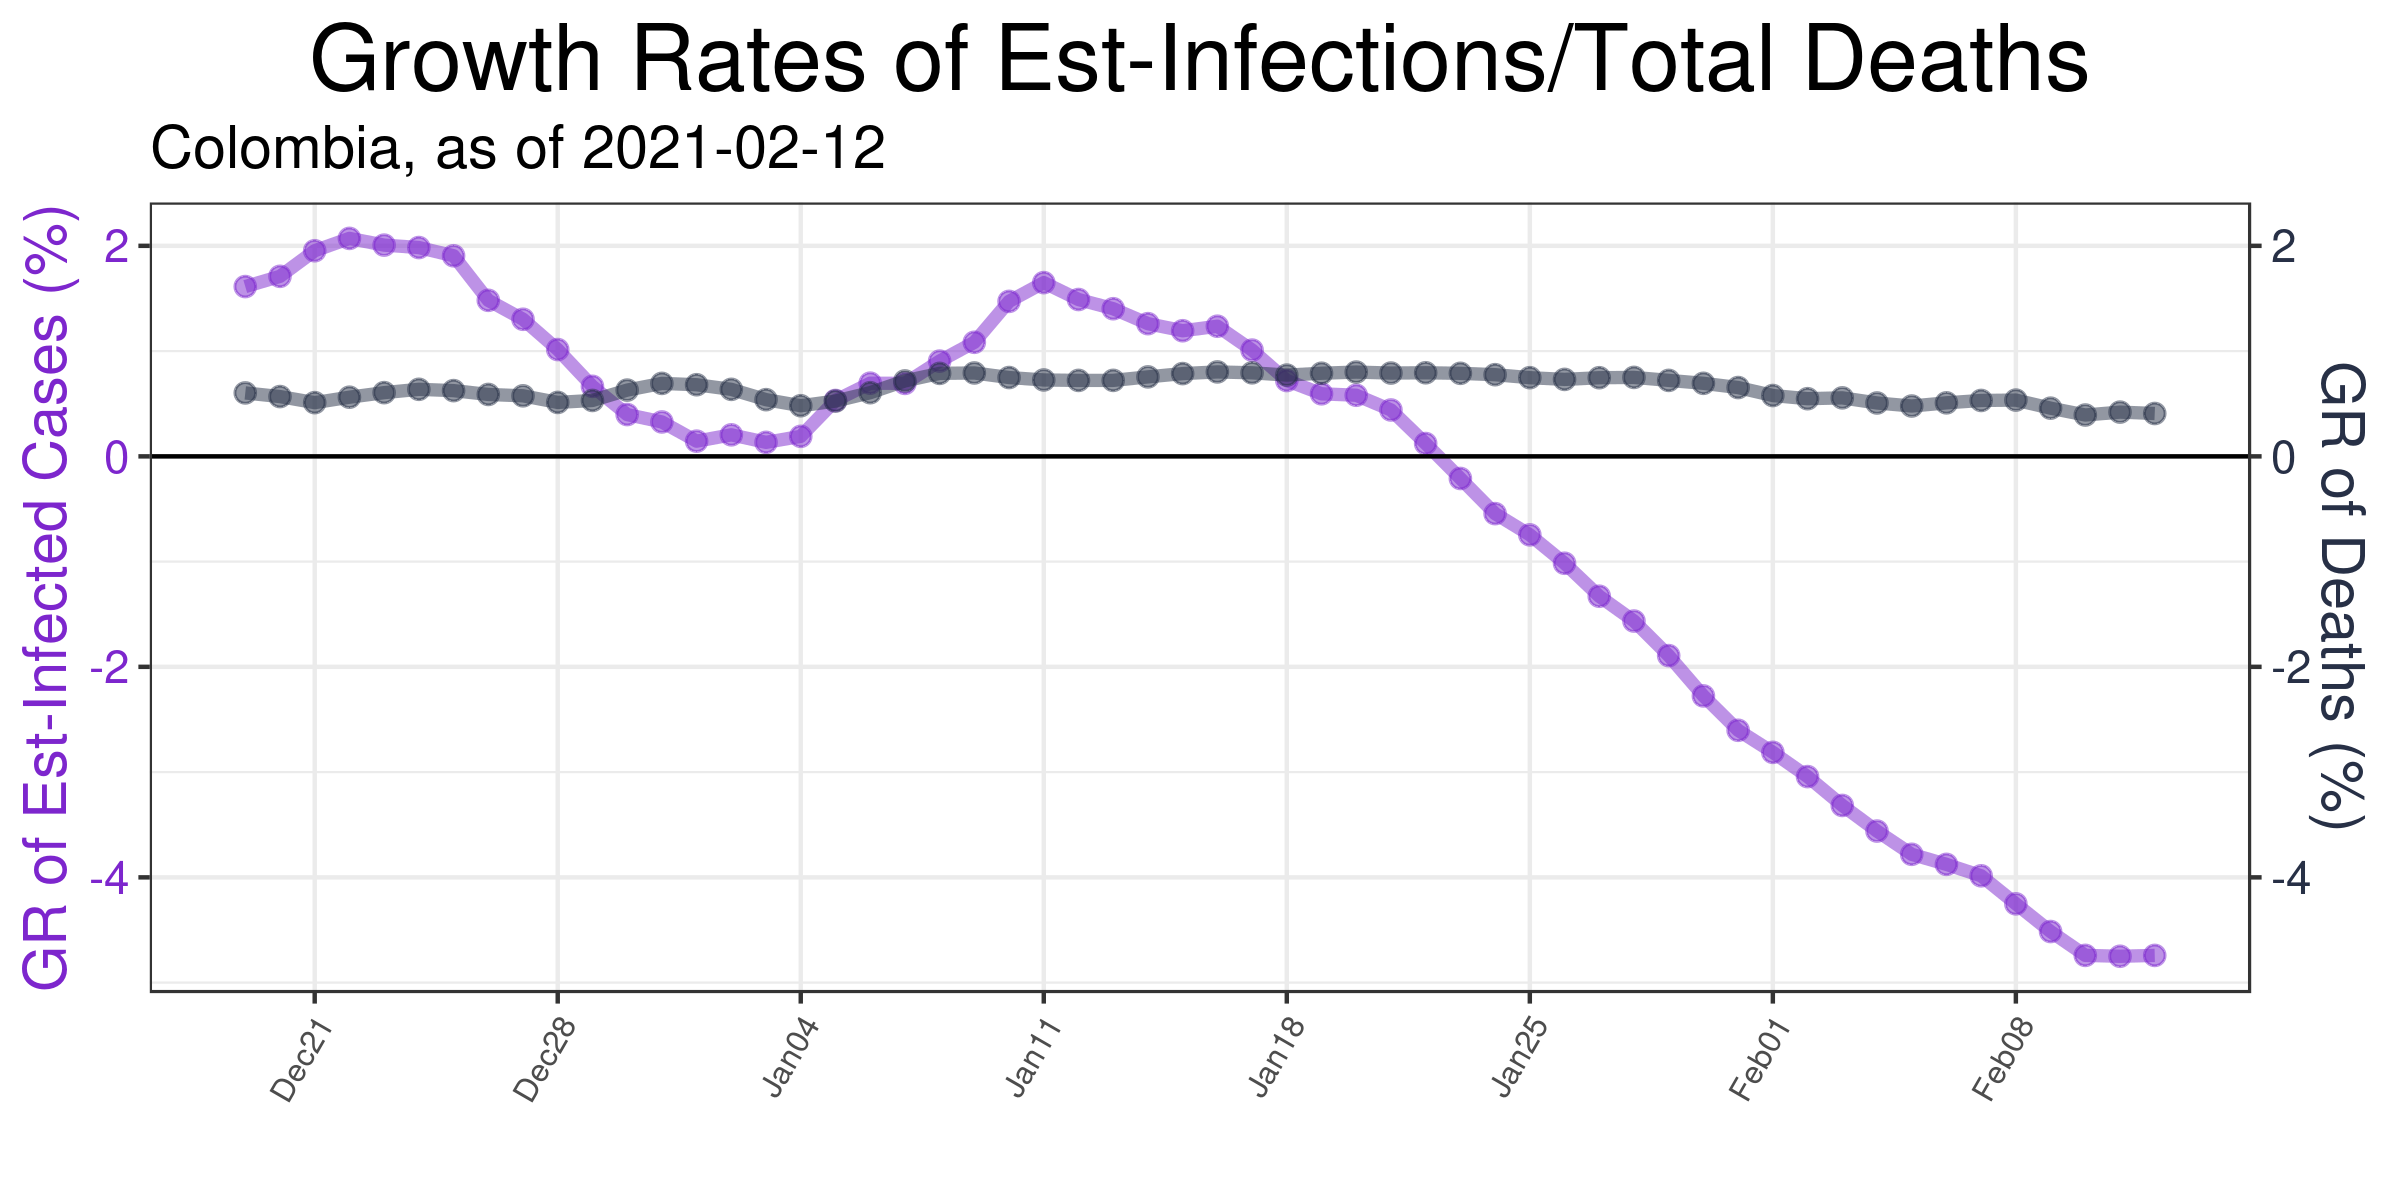 Growth Rates of Est-Infections/Total Deaths
Colombia, as of 2021-02-12
GR of Est-Infected Cases (%)
2
0
-2
-4
2
0
-2
-4
GR of Deaths (%)
Dec21
Dec28
Jan04
Jan11
Jan18
Jan25
Feb01
Feb08